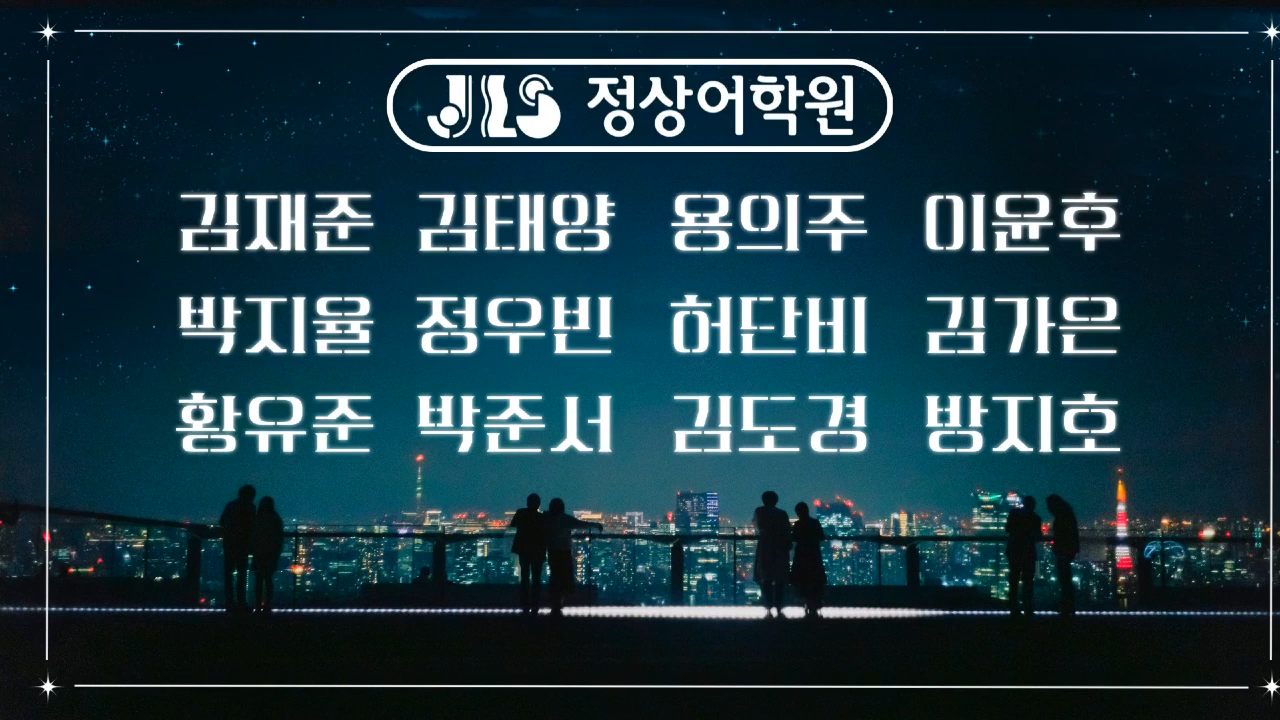 JLS 정상어학원
김재준 김태양 용의주 이윤후
박지율 정우빈 허단비 김가은
황유준 박준서 김도경 방지호